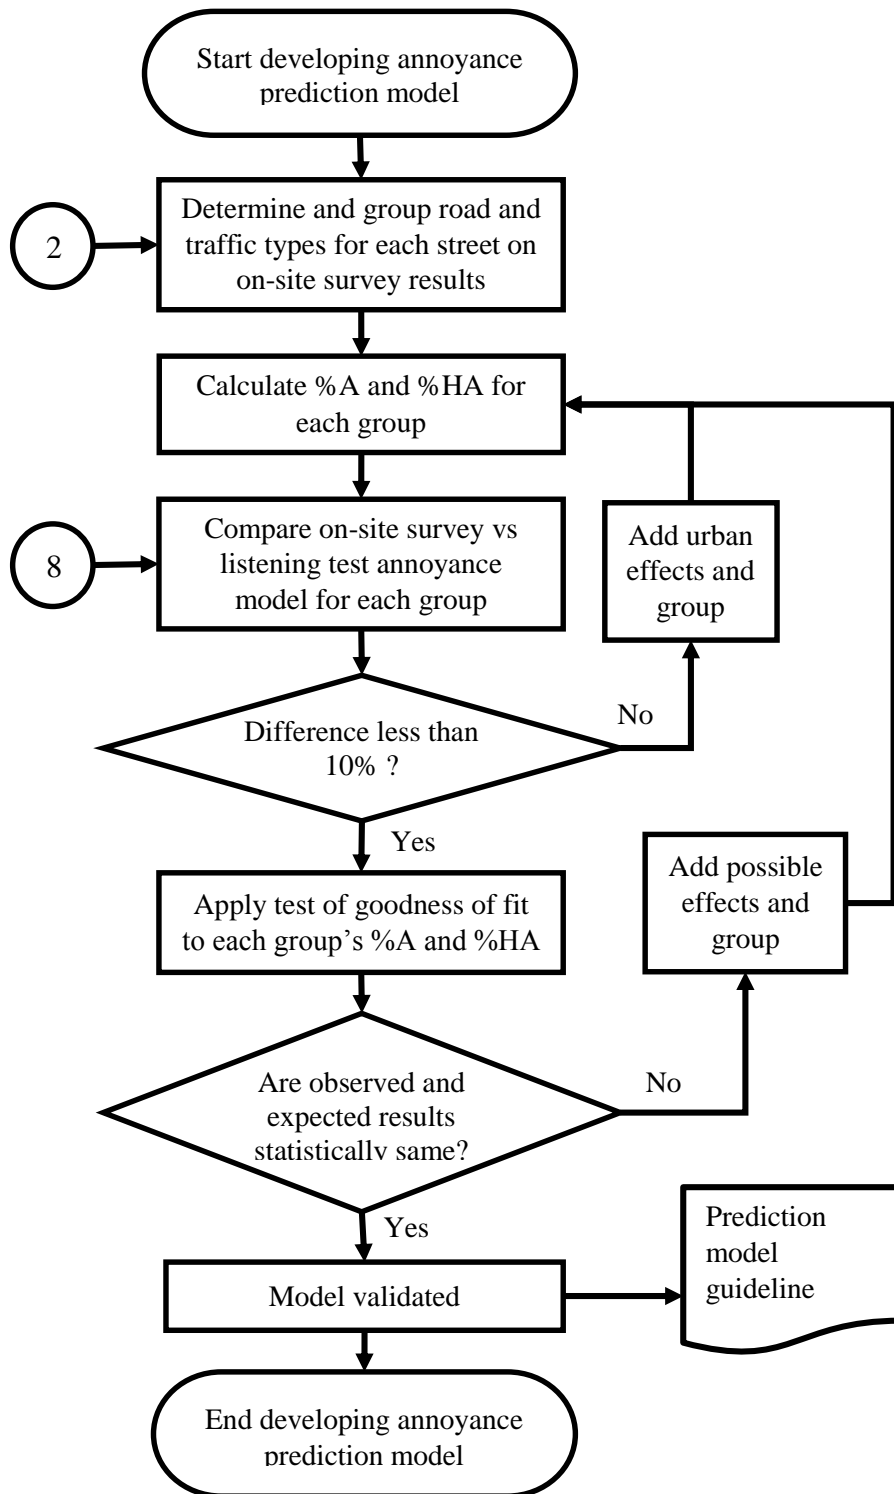 Start developing annoyance
prediction model
Determine and group road and
traffic types for each street on
on-site survey results
2
Calculate %A and %HA for
each group
Compare on-site survey vs
listening test annoyance
model for each group
8
Add urban
effects and
group
Difference less than
10% ?
No
Yes
Apply test of goodness of fit
to each group's %A and %HA
Add possible
effects and
group
Are observed and
expected results
statistically same?
No
Yes
Model validated
Prediction
model
guideline
End developing annoyance
prediction model